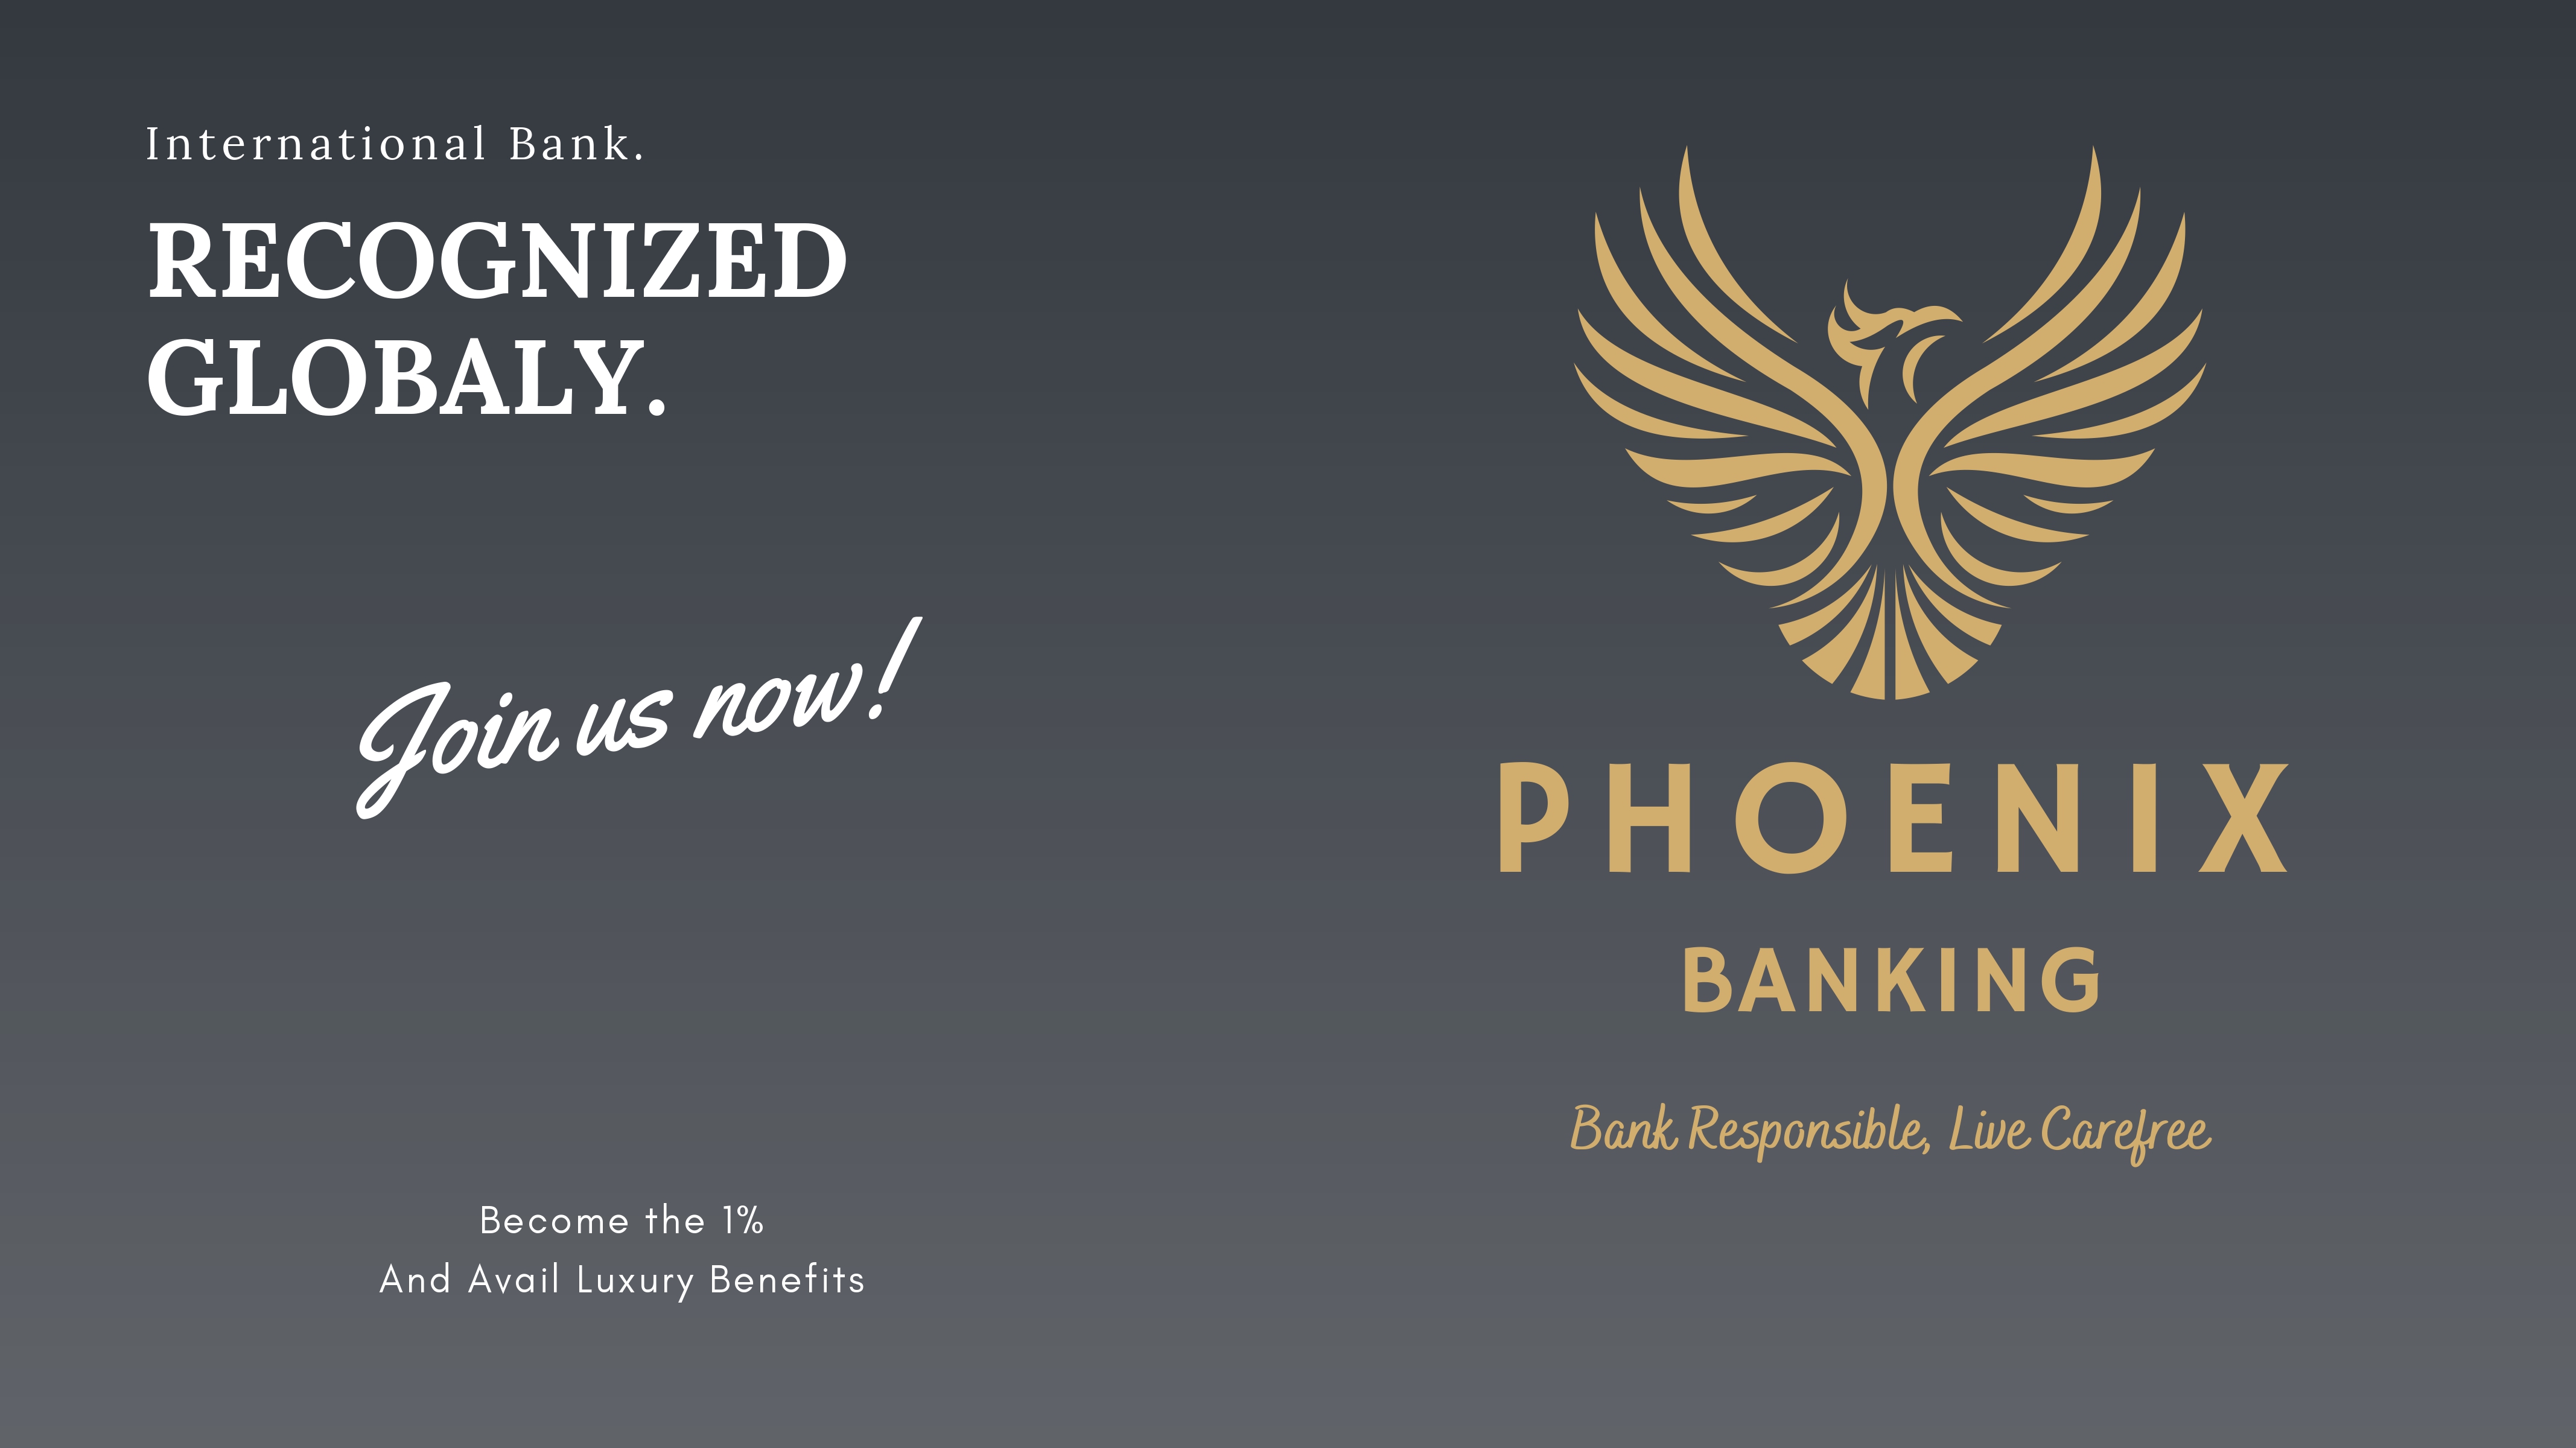 International Bank.
RECOGNIZED
GLOBALY.
Join us now!
Become the 1%
And Avail Luxury Benefits
PHOENIX
BANKING
Bank Responsible, Live Carefree